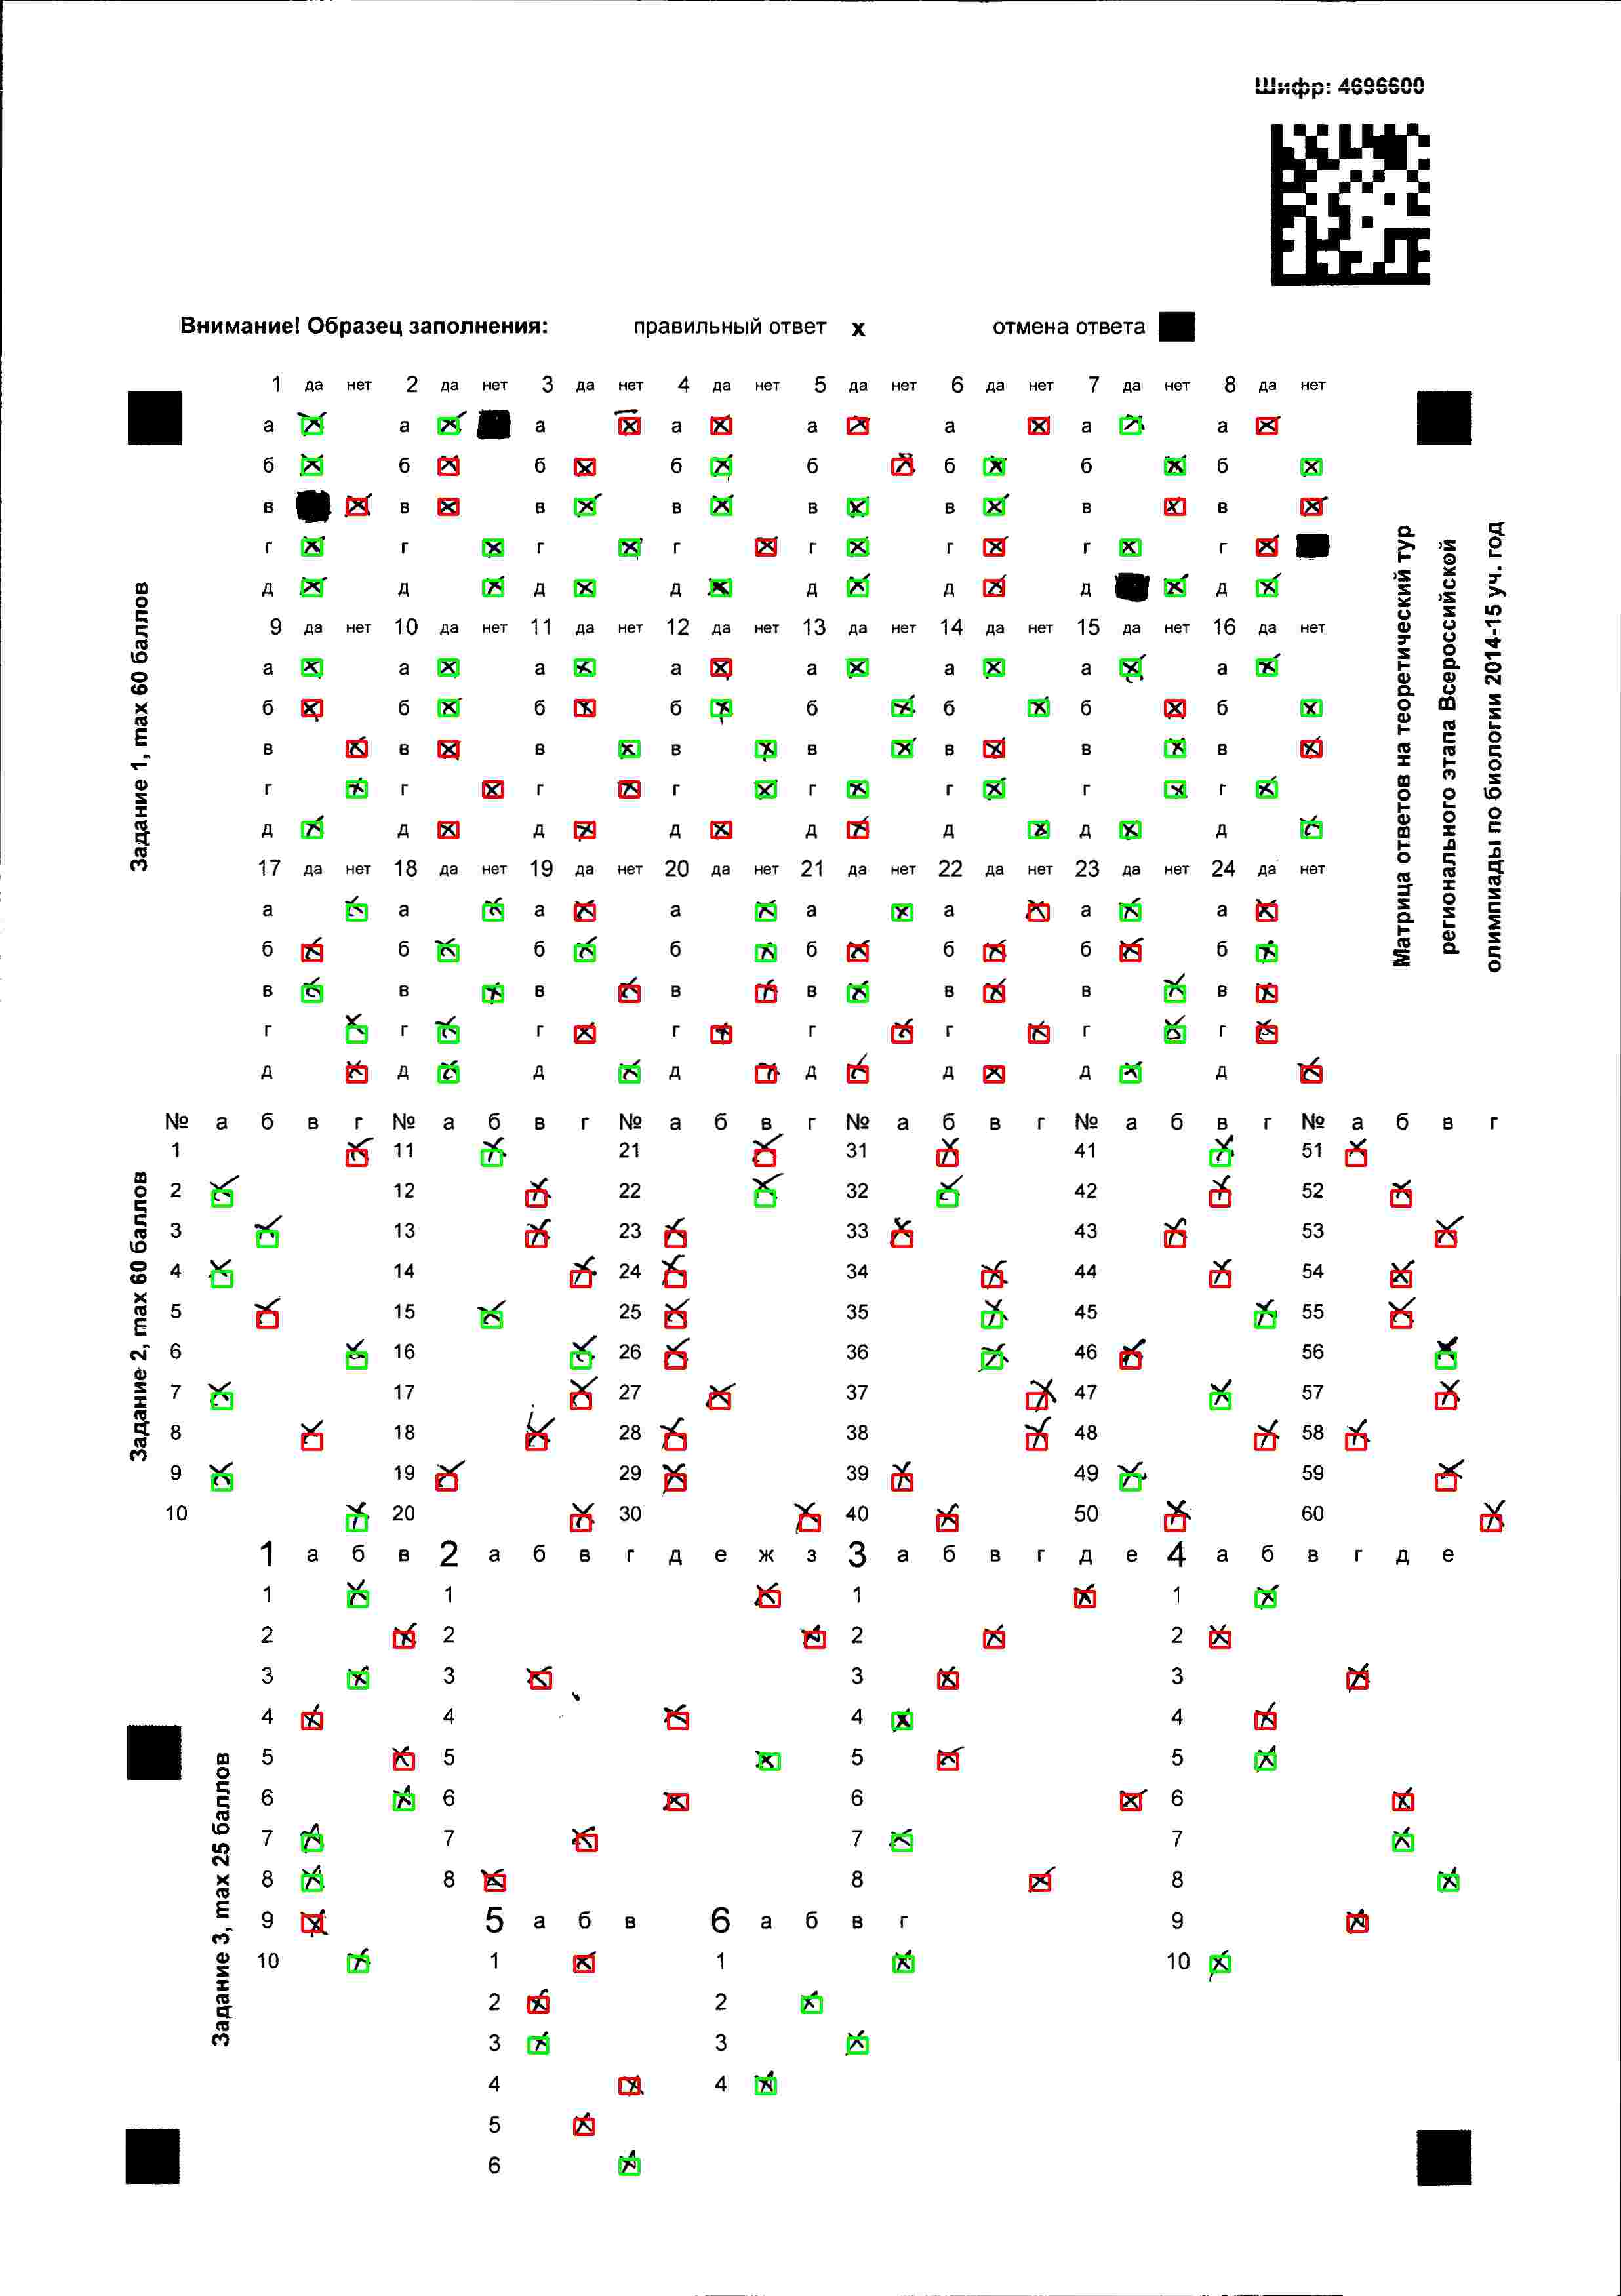 Шифр: 4696600
Внимание! Образец заполнения: правильный ответ x отмена ответа
1 да нет 2 да нет 3 да нет 4 да нет 5 да нет 6 да нет 7 да нет 8 да нет
а а а а а а а а
б б б б б б б б
в в в в в в в в
г г г г г г г г
д д д д д д д д
9 да нет 10 да нет 11 да нет 12 да нет 13 да нет 14 да нет 15 да нет 16 да нет
а а а а а а а а
б б б б б б б б
в в в в в в в в
г г г г г г г г
д д д д д д д д
17 да нет 18 да нет 19 да нет 20 да нет 21 да нет 22 да нет 23 да нет 24 да нет
а а а а а а а а
б б б б б б б б
в в в в в в в в
г г г г г г г г
д д д д д д д д
Задание 1, max 60 баллов
Матрица ответов на теоретический тур
регионального этапа Всероссийской
олимпиады по биологии 2014-15 уч. год
№ а б в г № а б в г № а б в г № а б в г № а б в г № а б в г
1 11 21 31 41 51
2 12 22 32 42 52
3 13 23 33 43 53
4 14 24 34 44 54
5 15 25 35 45 55
6 16 26 36 46 56
7 17 27 37 47 57
8 18 28 38 48 58
9 19 29 39 49 59
10 20 30 40 50 60
Задание 2, max 60 баллов
1 а б в 2 а б в г д е ж з 3 а б в г д е 4 а б в г д е
1 1 1 1
2 2 2 2
3 3 3 3
4 4 4 4
5 5 5 5
6 6 6 6
7 7 7 7
8 8 8 8
9 5 а б в 6 а б в г 9
10 1 1 10
2 2
3 3
4 4
5
6
Задание 3, max 25 баллов